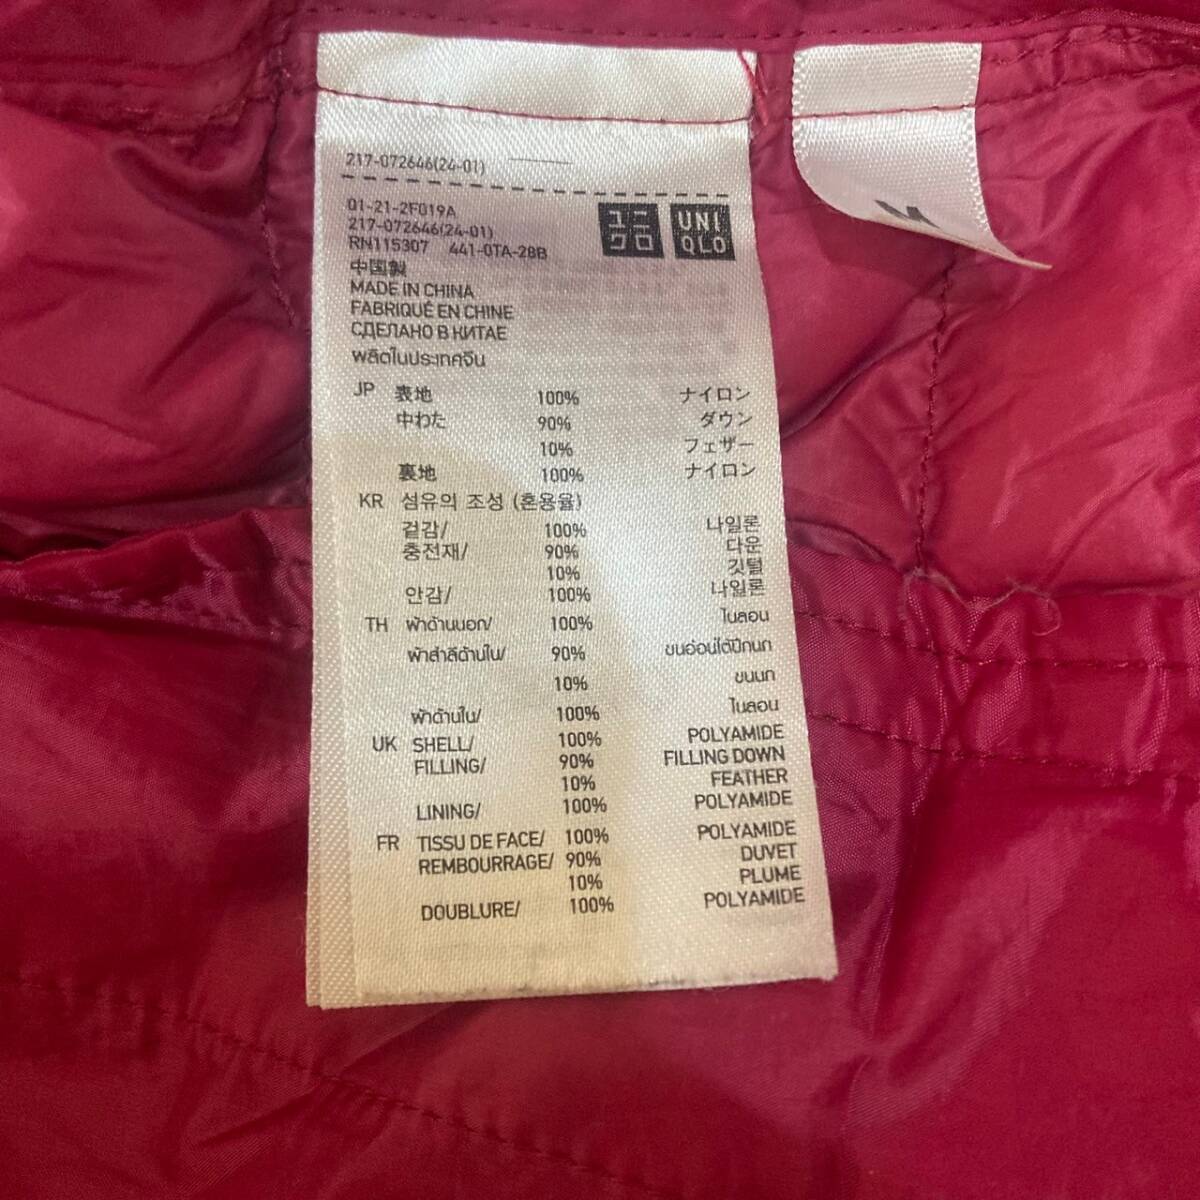 217-072646(24-01)
01-21-2F019A
217-072646(24-01)
RN115307 441-0TA-28B
ユニ
クロ
UNI
QLO
M
中国製
MADE IN CHINA
FABRIQUÉ EN CHINE
СДЕЛАНО В КИТАЕ
ผลิตในประเทศจีน
JP 表地 100% ナイロン
中わた 90% ダウン
10% フェザー
裏地 100% ナイロン
KR 섬유의 조성 (혼용율)
겉감/ 100% 나일론
충전재/ 90% 다운
10% 깃털
안감/ 100% 나일론
TH ผ้าด้านนอก/ 100% ไนลอน
ผ้าสำลีด้านใน/ 90% ขนอ่อนใต้ปีกนก
10% ขนนก
ผ้าด้านใน/ 100% ไนลอน
UK SHELL/ 100% POLYAMIDE
FILLING/ 90% FILLING DOWN
10% FEATHER
LINING/ 100% POLYAMIDE
FR TISSU DE FACE/ 100% POLYAMIDE
REMBOURRAGE/ 90% DUVET
10% PLUME
DOUBLURE/ 100% POLYAMIDE